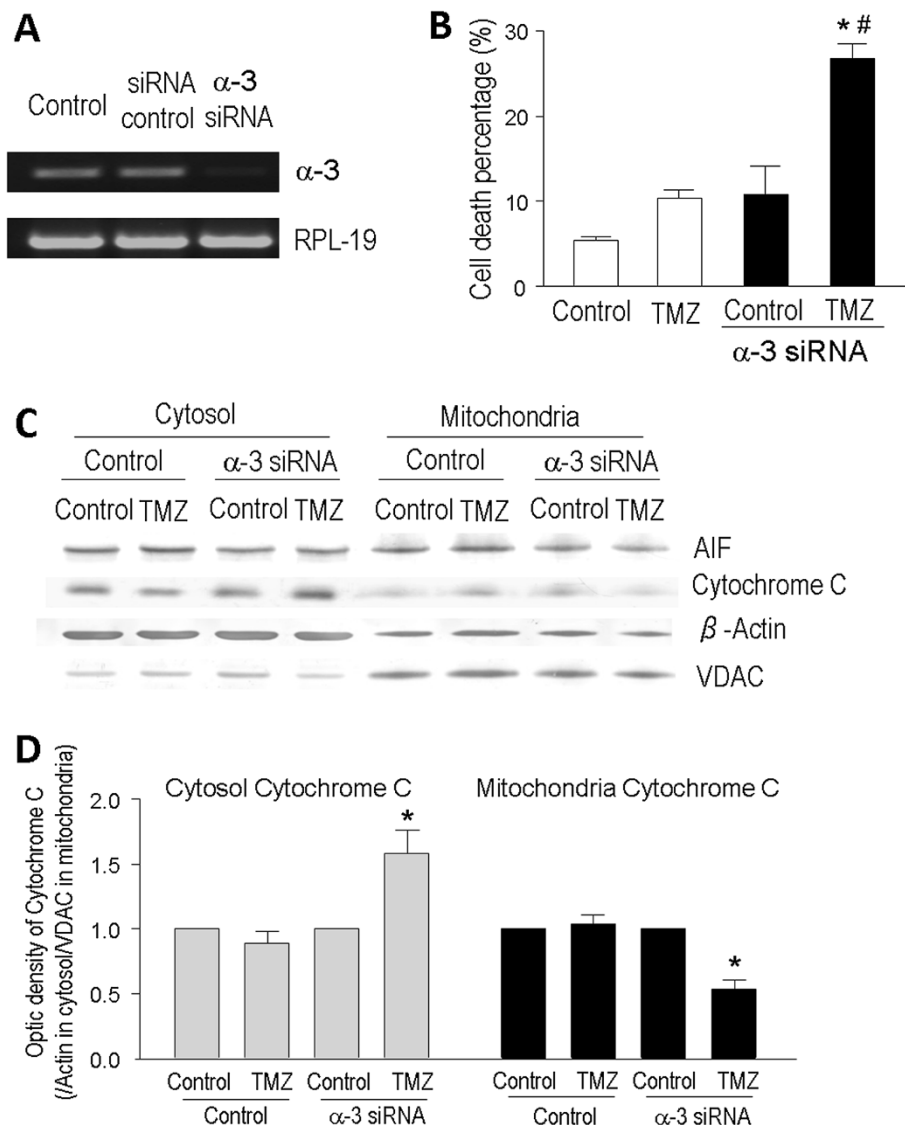 A
Control
siRNA control
α-3 siRNA
α-3
RPL-19
B
Cell death percentage (%)
30
20
10
0
* #
Control
TMZ
Control
TMZ
α-3 siRNA
C
Cytosol
Mitochondria
Control
α-3 siRNA
Control
α-3 siRNA
Control TMZ Control TMZ Control TMZ Control TMZ
AIF
Cytochrome C
β-Actin
VDAC
D
Optic density of Cytochrome C
(/Actin in cytosol/VDAC in mitochondria)
Cytosol Cytochrome C
Mitochondria Cytochrome C
2.0
1.5
1.0
0.5
0.0
*
*
Control TMZ Control TMZ Control TMZ Control TMZ
Control
α-3 siRNA
Control
α-3 siRNA